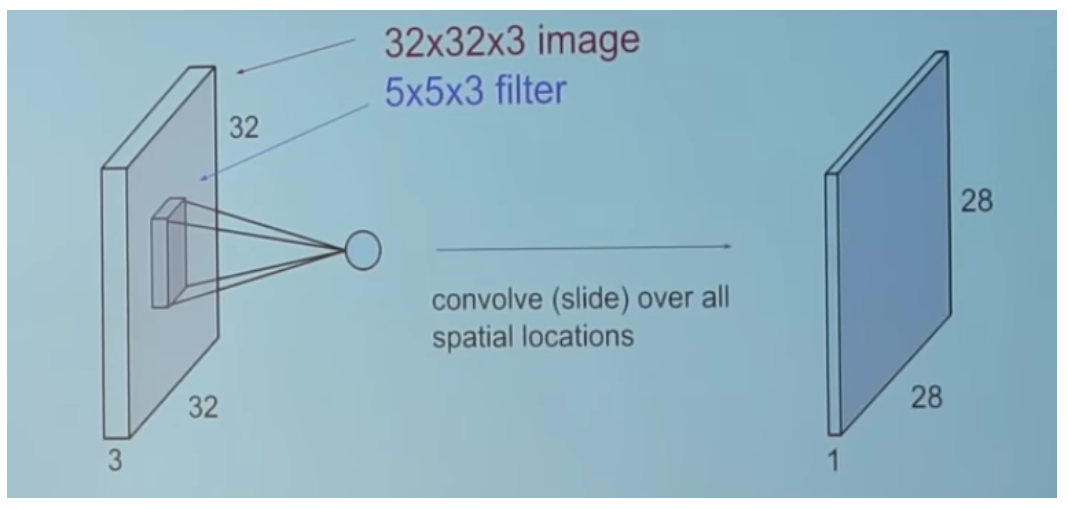 32x32x3 image
5x5x3 filter
32
32
3
convolve (slide) over all
spatial locations
28
28
1